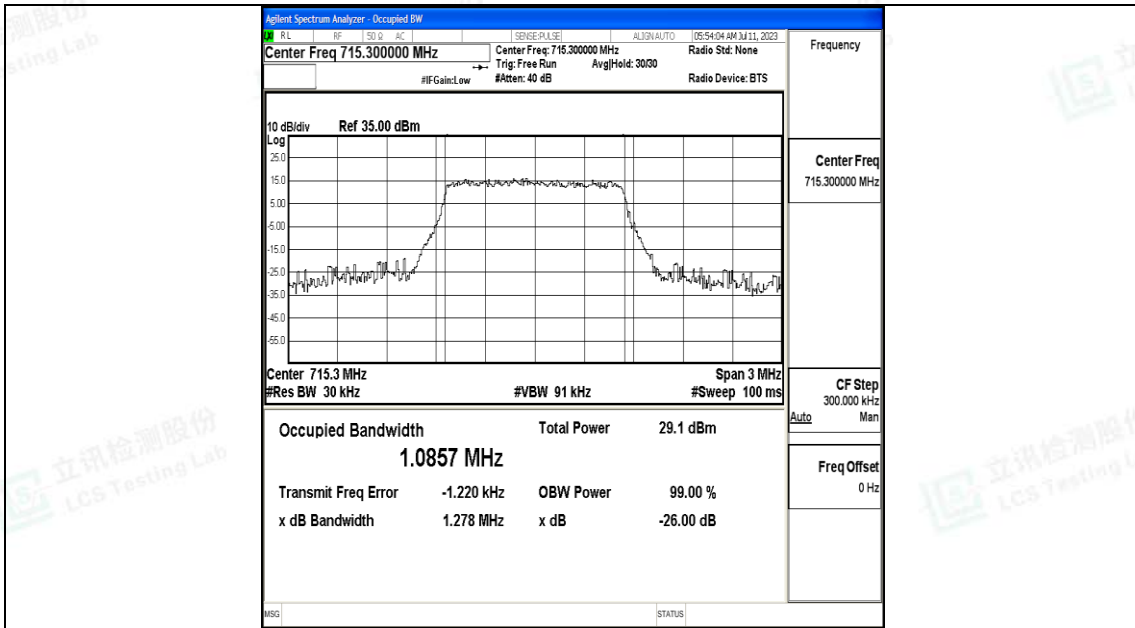 Agilent Spectrum Analyzer - Occupied BW
RL RF 50 Ω AC SENSE:PULSE ALIGN AUTO 05:54:04 AM Jul 11, 2023
Center Freq 715.300000 MHz
Center Freq: 715.300000 MHz
Radio Std: None
Trig: Free Run Avg|Hold: 30/30
#IFGain:Low
#Atten: 40 dB
Radio Device: BTS
10 dB/div Ref 35.00 dBm
Log
25.0
15.0
5.00
-5.00
-15.0
-25.0
-35.0
-45.0
-55.0
Center 715.3 MHz
Span 3 MHz
#Res BW 30 kHz
#VBW 91 kHz
#Sweep 100 ms
Occupied Bandwidth
Total Power 29.1 dBm
1.0857 MHz
Transmit Freq Error -1.220 kHz
OBW Power 99.00 %
x dB Bandwidth 1.278 MHz
x dB -26.00 dB
MSG
STATUS
Frequency
Center Freq
715.300000 MHz
CF Step
300.000 kHz
Auto Man
Freq Offset
0 Hz
立讯检测股份
LCS Testing Lab
立讯检测股份